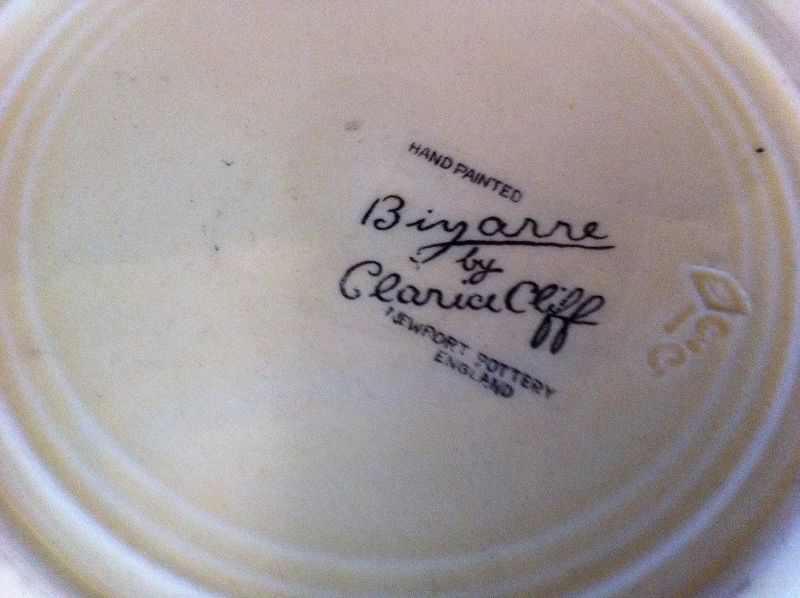 HAND PAINTED
Bizarre
by
Clarice Cliff
NEWPORT POTTERY
ENGLAND